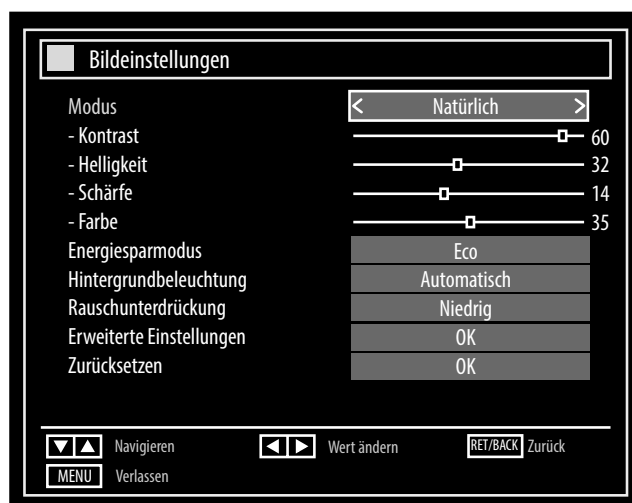 Bildeinstellungen
Modus < Natürlich >
- Kontrast 60
- Helligkeit 32
- Schärfe 14
- Farbe 35
Energiesparmodus Eco
Hintergrundbeleuchtung Automatisch
Rauschunterdrückung Niedrig
Erweiterte Einstellungen OK
Zurücksetzen OK
▼▲ Navigieren ◀▶ Wert ändern RET/BACK Zurück
MENU Verlassen